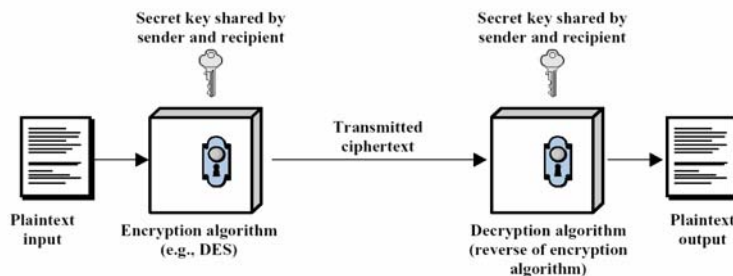 Secret key shared by
sender and recipient
Secret key shared by
sender and recipient
Transmitted
ciphertext
Plaintext
input
Encryption algorithm
(e.g., DES)
Decryption algorithm
(reverse of encryption
algorithm)
Plaintext
output